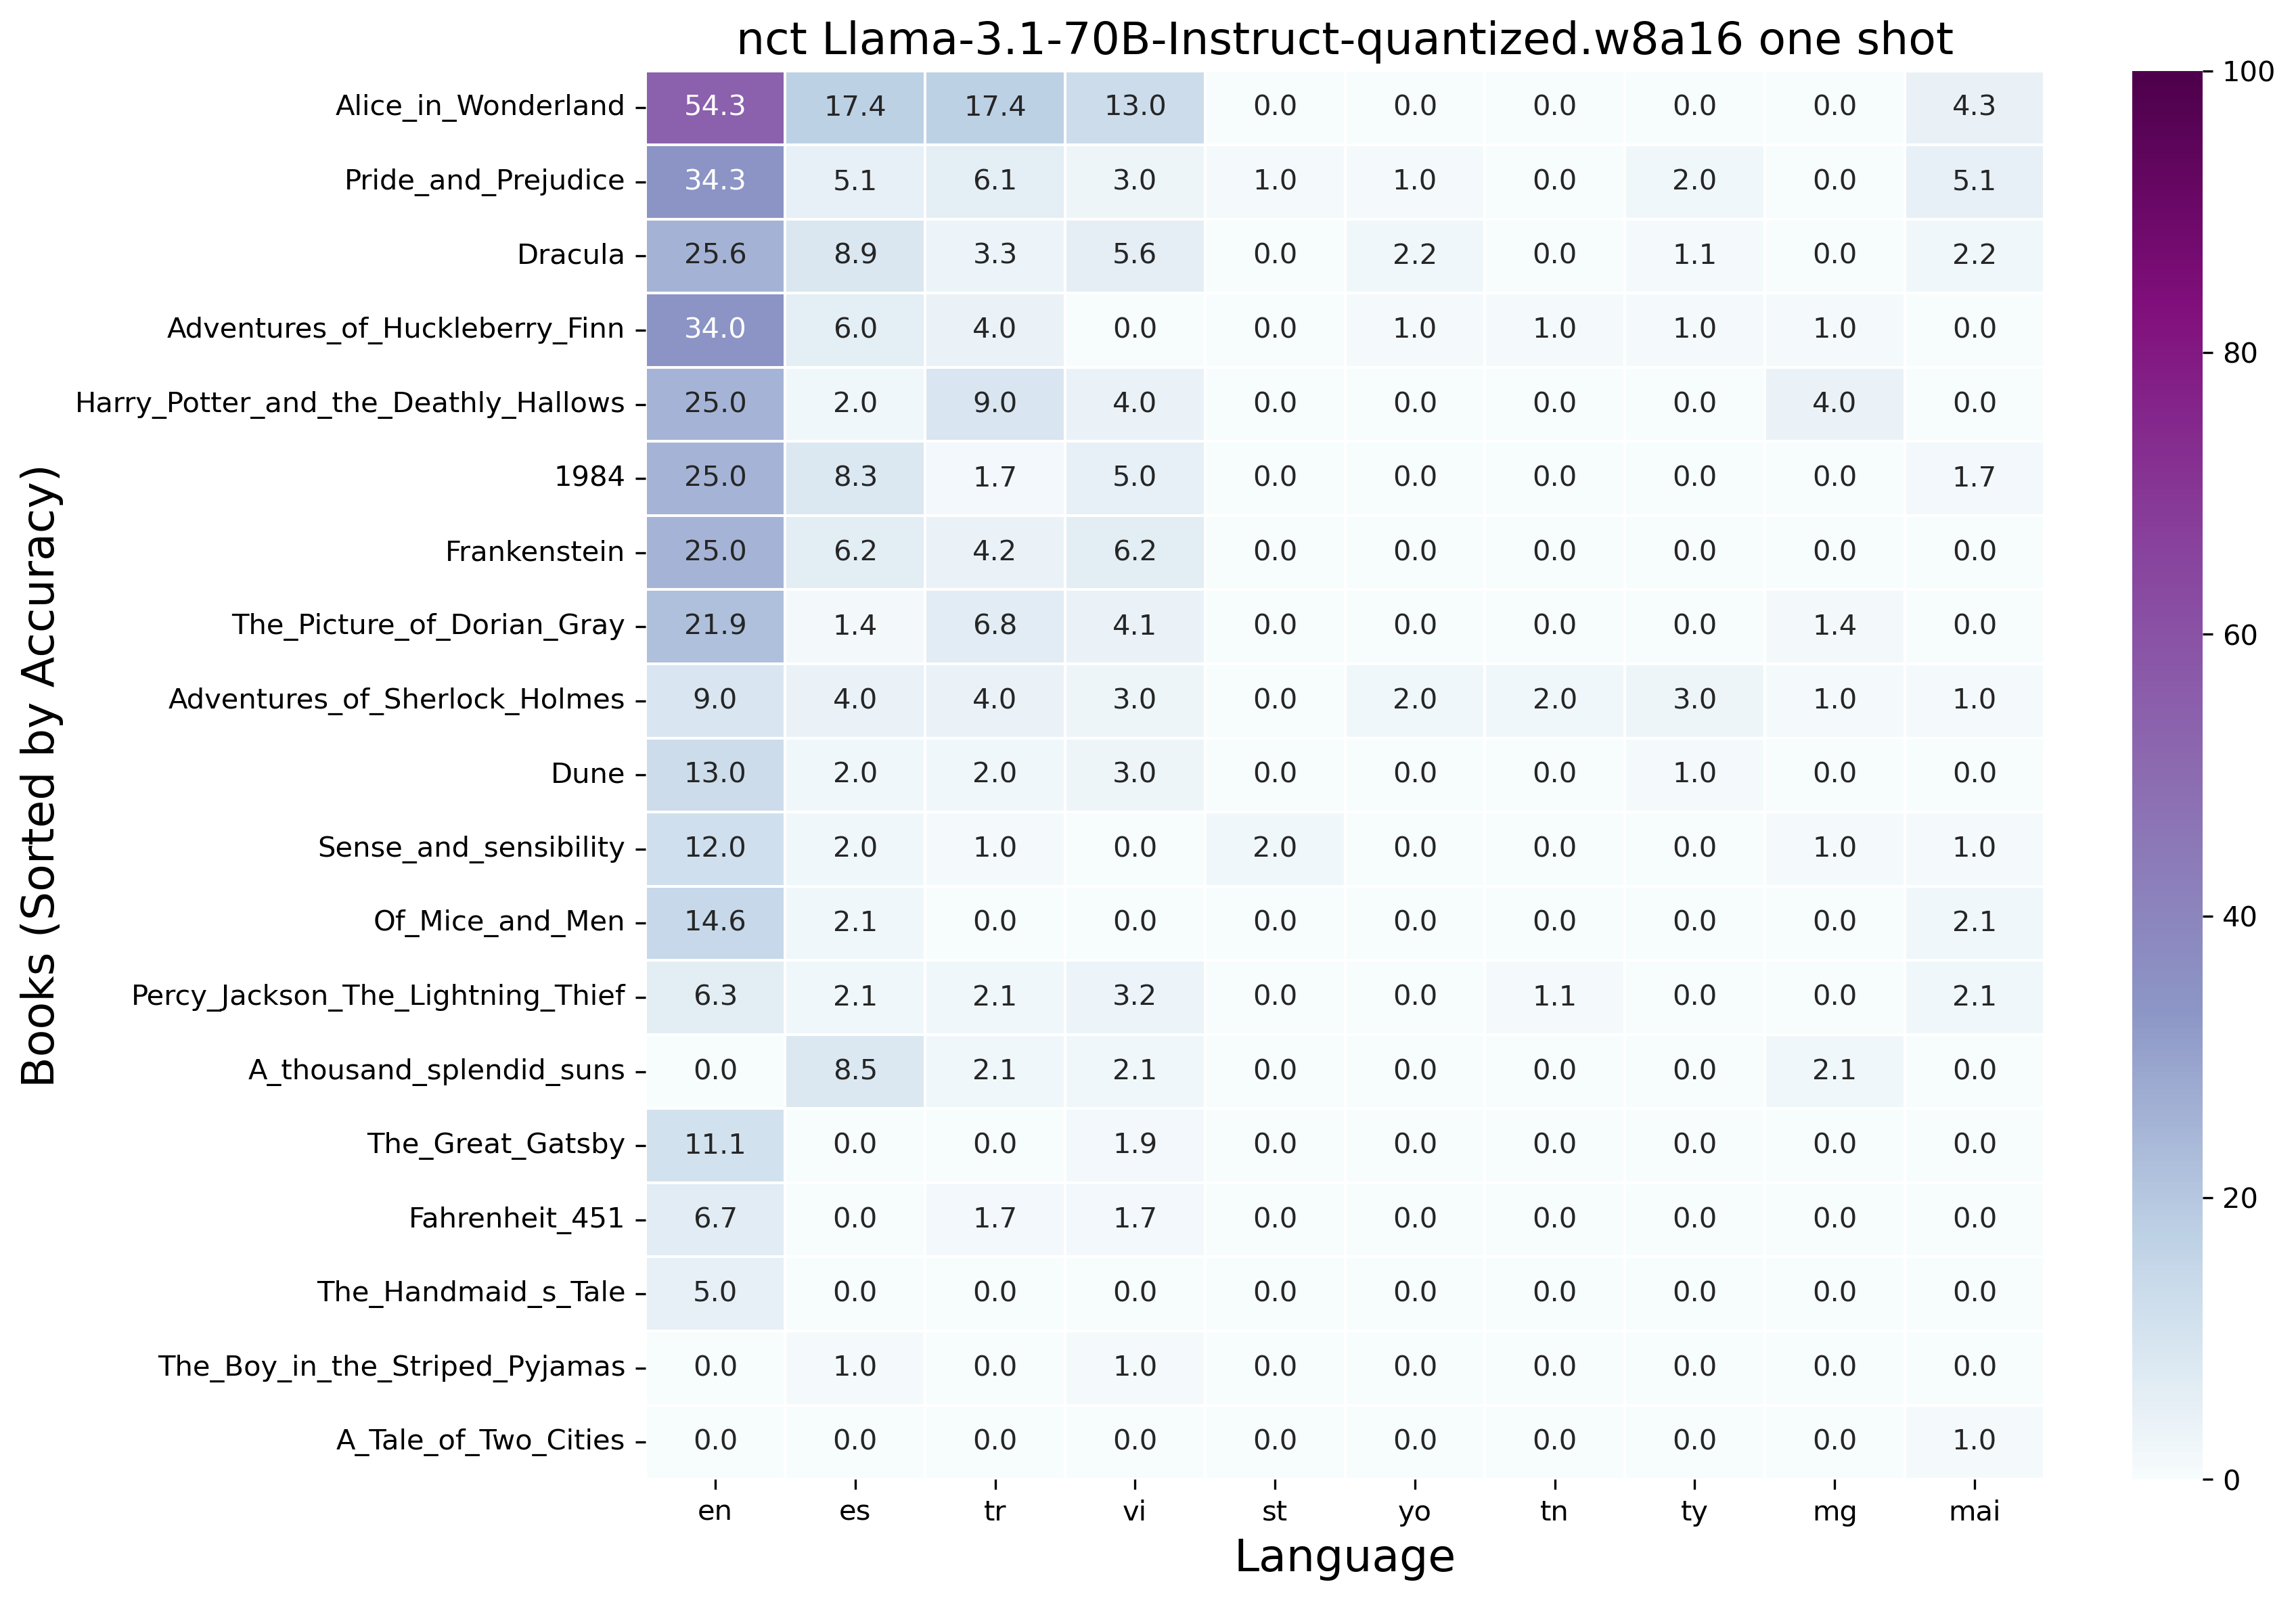 nct Llama-3.1-70B-Instruct-quantized.w8a16 one shot
Books (Sorted by Accuracy)
Alice_in_Wonderland 54.3 17.4 17.4 13.0 0.0 0.0 0.0 0.0 0.0 4.3
Pride_and_Prejudice 34.3 5.1 6.1 3.0 1.0 1.0 0.0 2.0 0.0 5.1
Dracula 25.6 8.9 3.3 5.6 0.0 2.2 0.0 1.1 0.0 2.2
Adventures_of_Huckleberry_Finn 34.0 6.0 4.0 0.0 0.0 1.0 1.0 1.0 1.0 0.0
Harry_Potter_and_the_Deathly_Hallows 25.0 2.0 9.0 4.0 0.0 0.0 0.0 0.0 4.0 0.0
1984 25.0 8.3 1.7 5.0 0.0 0.0 0.0 0.0 0.0 1.7
Frankenstein 25.0 6.2 4.2 6.2 0.0 0.0 0.0 0.0 0.0 0.0
The_Picture_of_Dorian_Gray 21.9 1.4 6.8 4.1 0.0 0.0 0.0 0.0 1.4 0.0
Adventures_of_Sherlock_Holmes 9.0 4.0 4.0 3.0 0.0 2.0 2.0 3.0 1.0 1.0
Dune 13.0 2.0 2.0 3.0 0.0 0.0 0.0 1.0 0.0 0.0
Sense_and_sensibility 12.0 2.0 1.0 0.0 2.0 0.0 0.0 0.0 1.0 1.0
Of_Mice_and_Men 14.6 2.1 0.0 0.0 0.0 0.0 0.0 0.0 0.0 2.1
Percy_Jackson_The_Lightning_Thief 6.3 2.1 2.1 3.2 0.0 0.0 1.1 0.0 0.0 2.1
A_thousand_splendid_suns 0.0 8.5 2.1 2.1 0.0 0.0 0.0 0.0 2.1 0.0
The_Great_Gatsby 11.1 0.0 0.0 1.9 0.0 0.0 0.0 0.0 0.0 0.0
Fahrenheit_451 6.7 0.0 1.7 1.7 0.0 0.0 0.0 0.0 0.0 0.0
The_Handmaid_s_Tale 5.0 0.0 0.0 0.0 0.0 0.0 0.0 0.0 0.0 0.0
The_Boy_in_the_Striped_Pyjamas 0.0 1.0 0.0 1.0 0.0 0.0 0.0 0.0 0.0 0.0
A_Tale_of_Two_Cities 0.0 0.0 0.0 0.0 0.0 0.0 0.0 0.0 0.0 1.0
en es tr vi st yo tn ty mg mai
Language
100
80
60
40
20
0